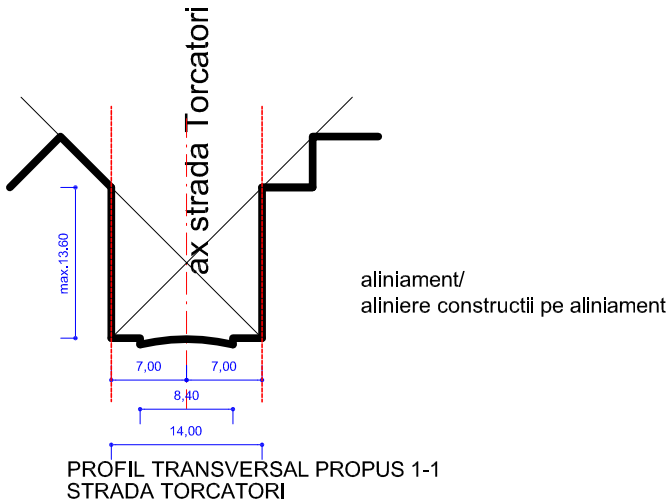 ax strada Torcatori
max.13.60
aliniament/
aliniere constructii pe aliniament
7,00 7,00
8,40
14,00
PROFIL TRANSVERSAL PROPUS 1-1
STRADA TORCATORI